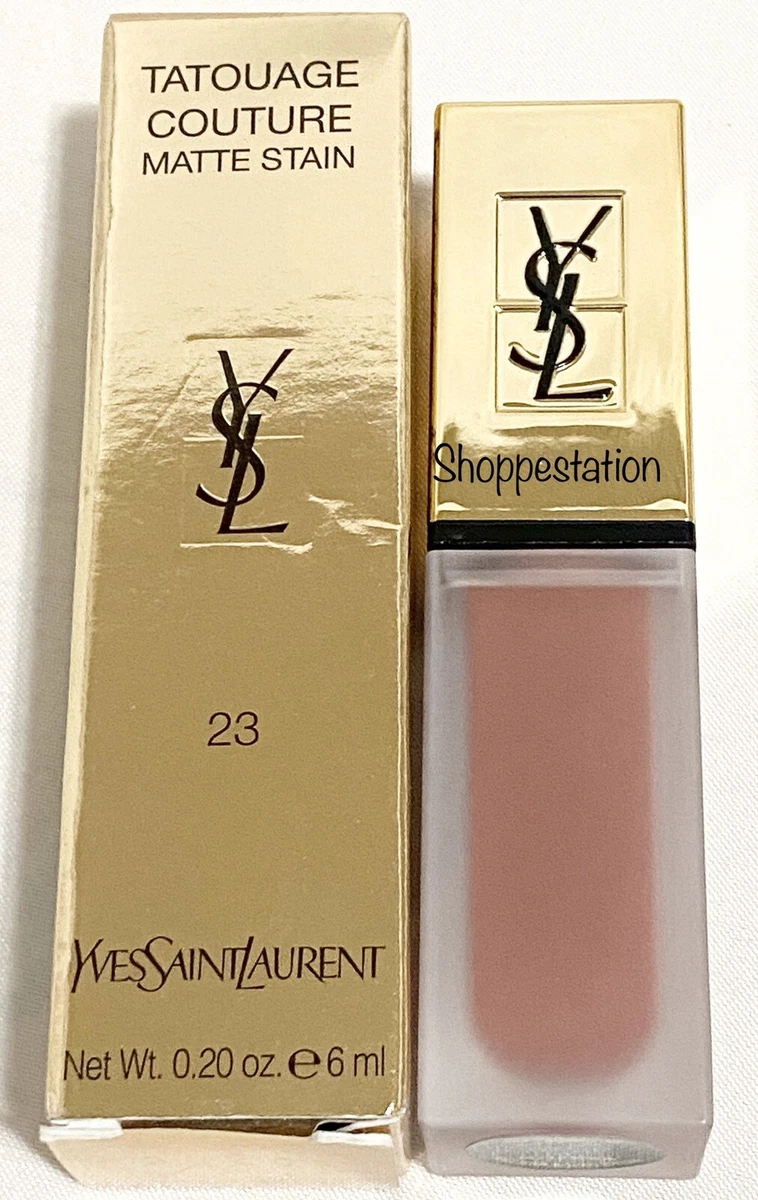 TATOUAGE
COUTURE
MATTE STAIN
YSL
23
YVESSAINTLAURENT
Net Wt. 0.20 oz. e 6 ml
YSL
Shoppestation